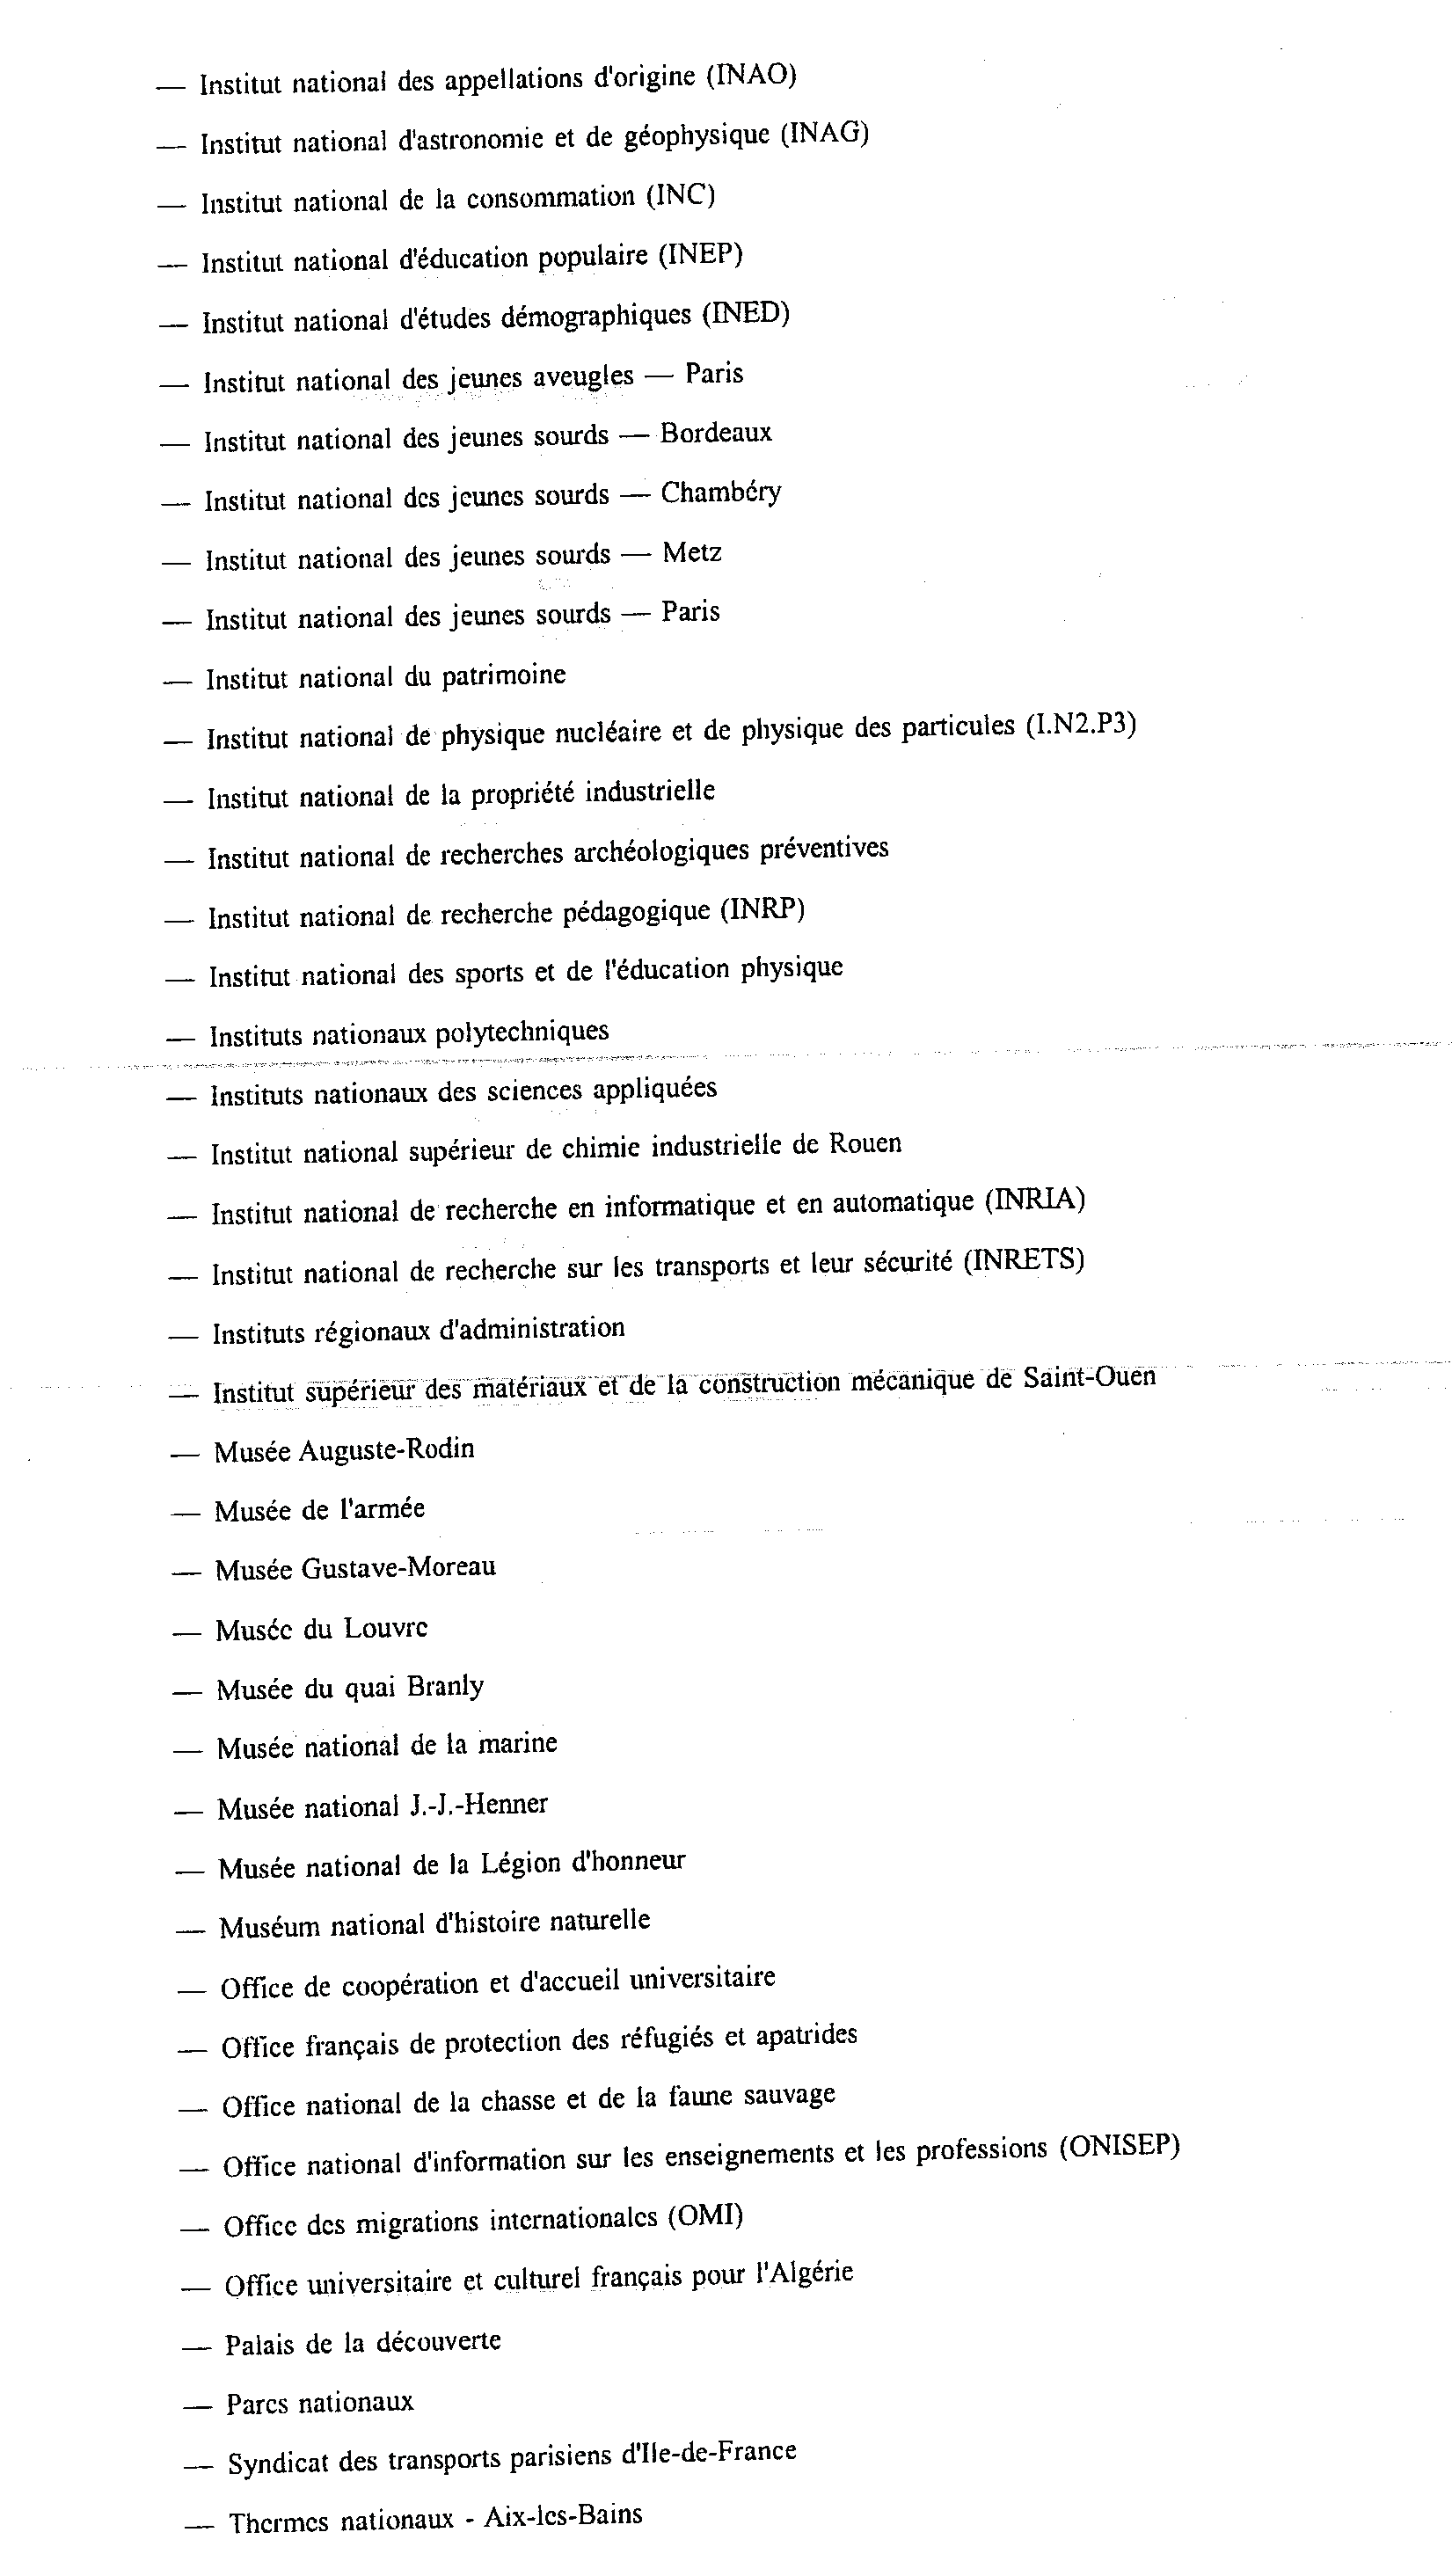 — Institut national des appellations d'origine (INAO)
— Institut national d'astronomie et de géophysique (INAG)
— Institut national de la consommation (INC)
— Institut national d'éducation populaire (INEP)
— Institut national d'études démographiques (INED)
— Institut national des jeunes aveugles — Paris
— Institut national des jeunes sourds — Bordeaux
— Institut national des jeunes sourds — Chambéry
— Institut national des jeunes sourds — Metz
— Institut national des jeunes sourds — Paris
— Institut national du patrimoine
— Institut national de physique nucléaire et de physique des particules (I.N2.P3)
— Institut national de la propriété industrielle
— Institut national de recherches archéologiques préventives
— Institut national de recherche pédagogique (INRP)
— Institut national des sports et de l'éducation physique
— Instituts nationaux polytechniques
— Instituts nationaux des sciences appliquées
— Institut national supérieur de chimie industrielle de Rouen
— Institut national de recherche en informatique et en automatique (INRIA)
— Institut national de recherche sur les transports et leur sécurité (INRETS)
— Instituts régionaux d'administration
— Institut supérieur des matériaux et de la construction mécanique de Saint-Ouen
— Musée Auguste-Rodin
— Musée de l'armée
— Musée Gustave-Moreau
— Musée du Louvre
— Musée du quai Branly
— Musée national de la marine
— Musée national J.-J.-Henner
— Musée national de la Légion d'honneur
— Muséum national d'histoire naturelle
— Office de coopération et d'accueil universitaire
— Office français de protection des réfugiés et apatrides
— Office national de la chasse et de la faune sauvage
— Office national d'information sur les enseignements et les professions (ONISEP)
— Office des migrations internationales (OMI)
— Office universitaire et culturel français pour l'Algérie
— Palais de la découverte
— Parcs nationaux
— Syndicat des transports parisiens d'Ile-de-France
— Thermes nationaux - Aix-les-Bains